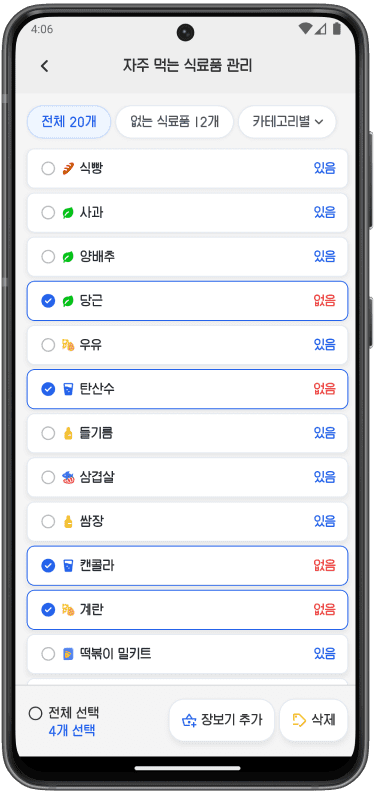 4:06
자주 먹는 식료품 관리
전체 20개 없는 식료품 12개 카테고리별
식빵 있음
사과 있음
양배추 있음
당근 없음
우유 있음
탄산수 없음
들기름 있음
삼겹살 있음
쌈장 있음
캔콜라 없음
계란 없음
떡볶이 밀키트 있음
전체 선택
4개 선택
장보기 추가 삭제